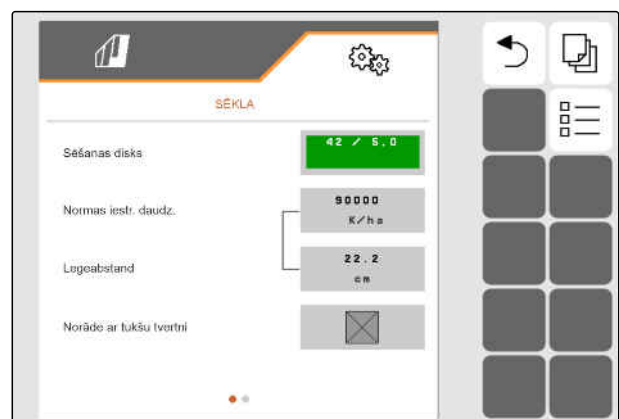 SĒKLA
Sēšanas disks
42 / 5,0
Normas iestr. daudz.
90000
K/ha
Legeabstand
22.2
cm
Norāde ar tukšu tvertni